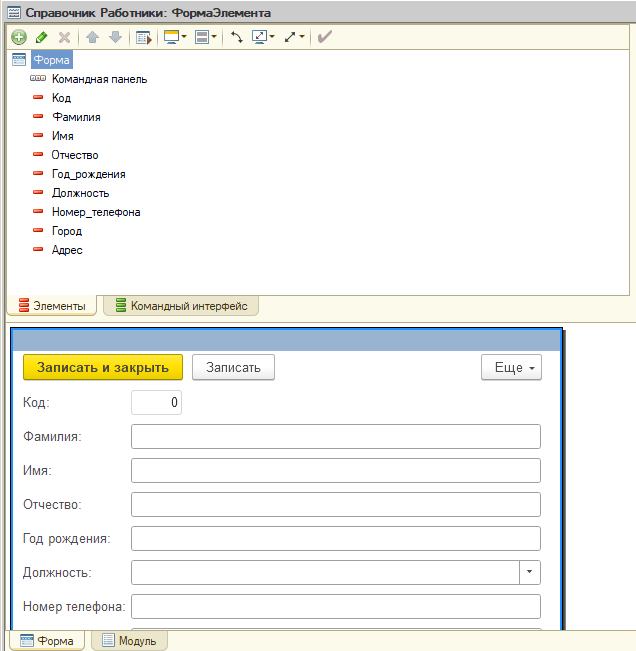 Справочник Работники: ФормаЭлемента
Форма
Командная панель
Код
Фамилия
Имя
Отчество
Год_рождения
Должность
Номер_телефона
Город
Адрес
Элементы Командный интерфейс
Записать и закрыть Записать Еще
Код: 0
Фамилия:
Имя:
Отчество:
Год рождения:
Должность:
Номер телефона:
Форма Модуль